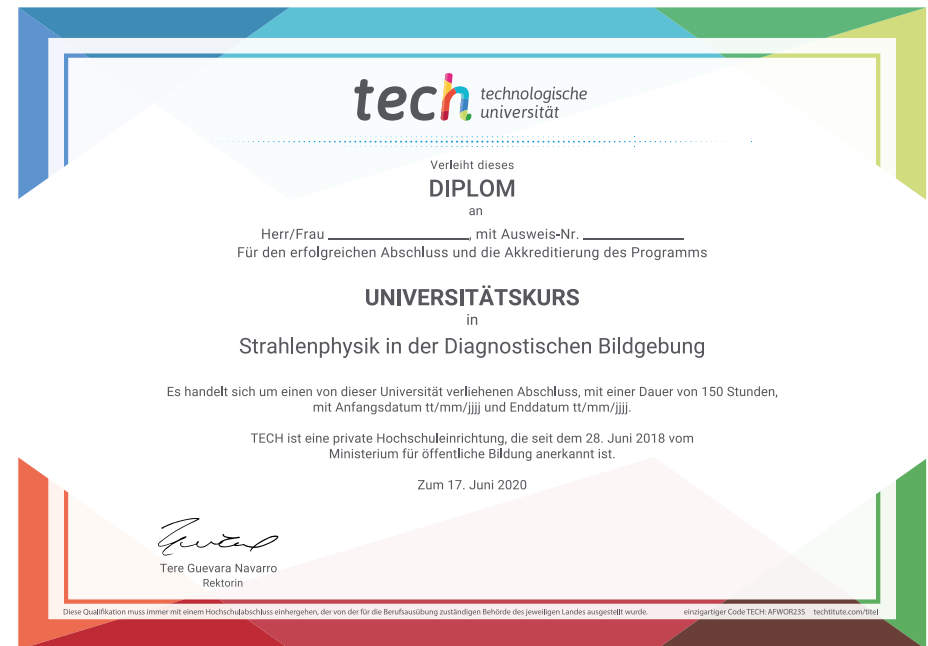 tech technologische
universität
Verleiht dieses
DIPLOM
an
Herr/Frau ____________, mit Ausweis-Nr. ____________
Für den erfolgreichen Abschluss und die Akkreditierung des Programms
UNIVERSITÄTSKURS
in
Strahlenphysik in der Diagnostischen Bildgebung
Es handelt sich um einen von dieser Universität verliehenen Abschluss, mit einer Dauer von 150 Stunden,
mit Anfangsdatum tt/mm/jjjj und Enddatum tt/mm/jjjj.
TECH ist eine private Hochschuleinrichtung, die seit dem 28. Juni 2018 vom
Ministerium für öffentliche Bildung anerkannt ist.
Zum 17. Juni 2020
Tere Guevara Navarro
Rektorin
Diese Qualifikation muss immer mit einem Hochschulabschluss einhergehen, der von der für die Berufsausübung zuständigen Behörde des jeweiligen Landes ausgestellt wurde. einzigartiger Code TECH: AFWOR235 techtitute.com/titel